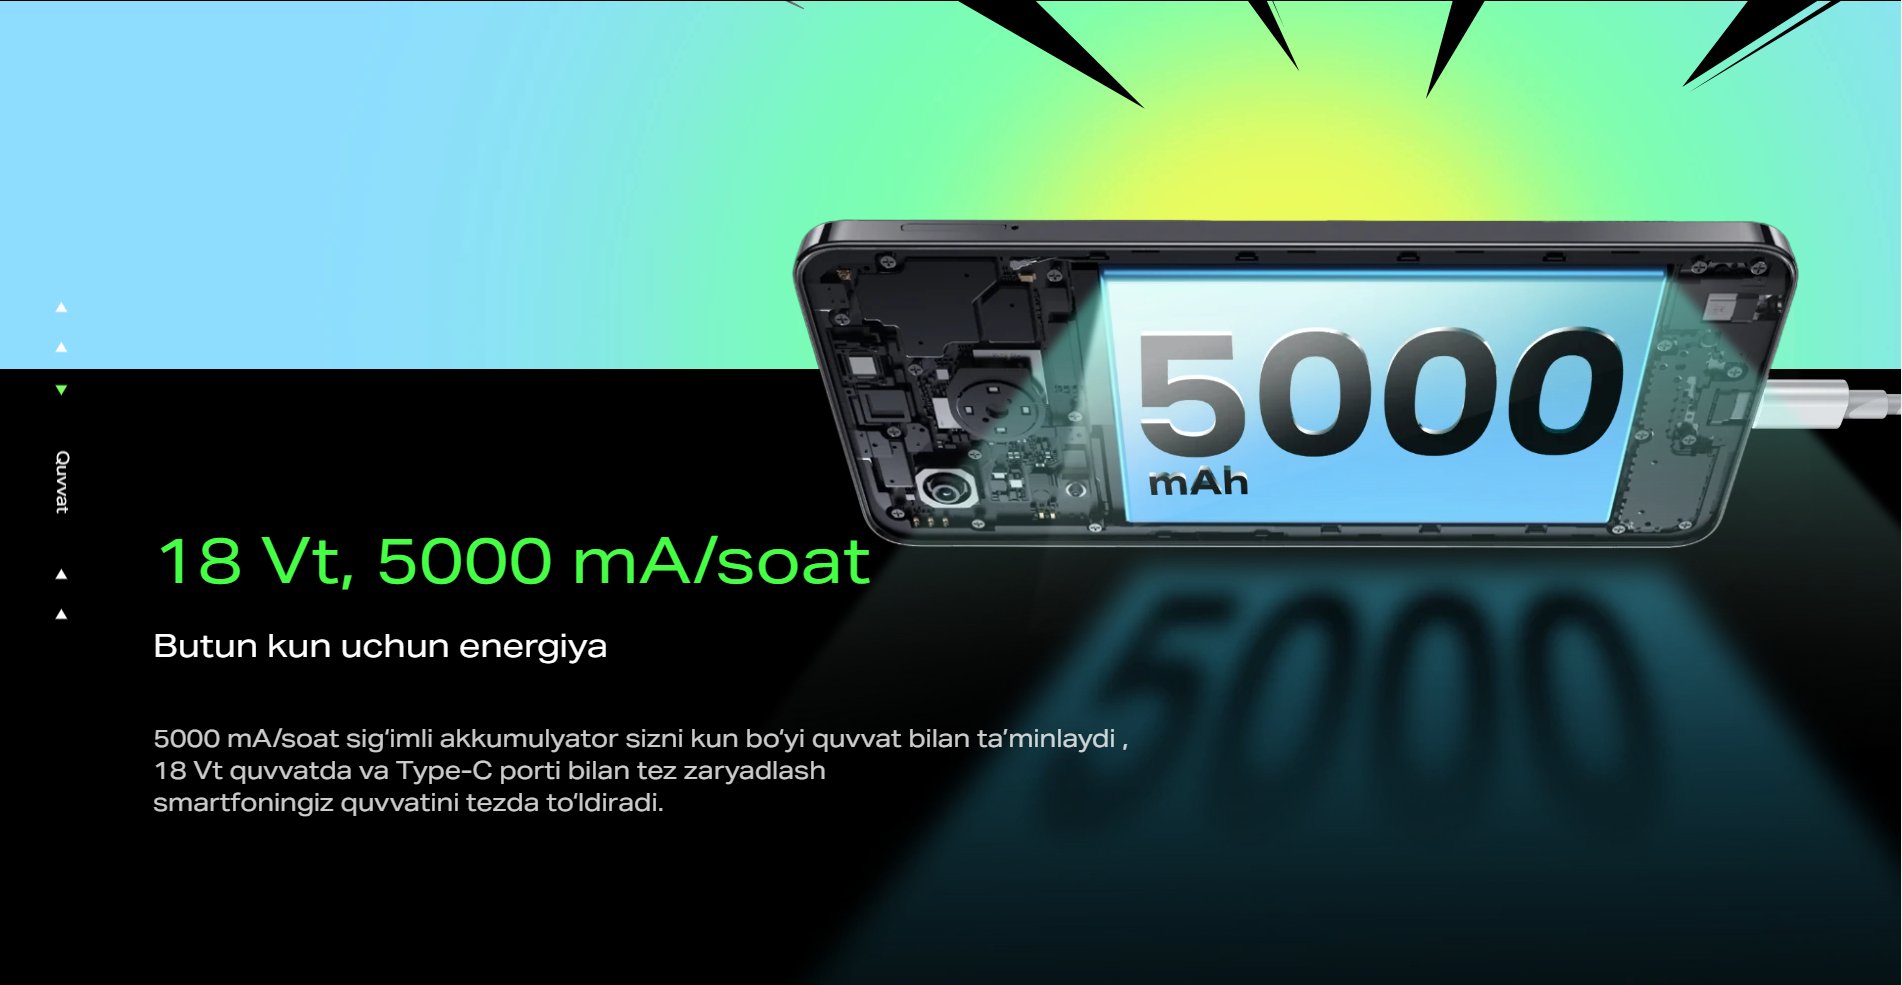 5000
mAh
Quvvat
18 Vt, 5000 mA/soat
Butun kun uchun energiya
5000 mA/soat sig‘imli akkumulyator sizni kun bo‘yi quvvat bilan ta’minlaydi ,
18 Vt quvvatda va Type-C porti bilan tez zaryadlash
smartfoningiz quvvatini tezda to‘ldiradi.